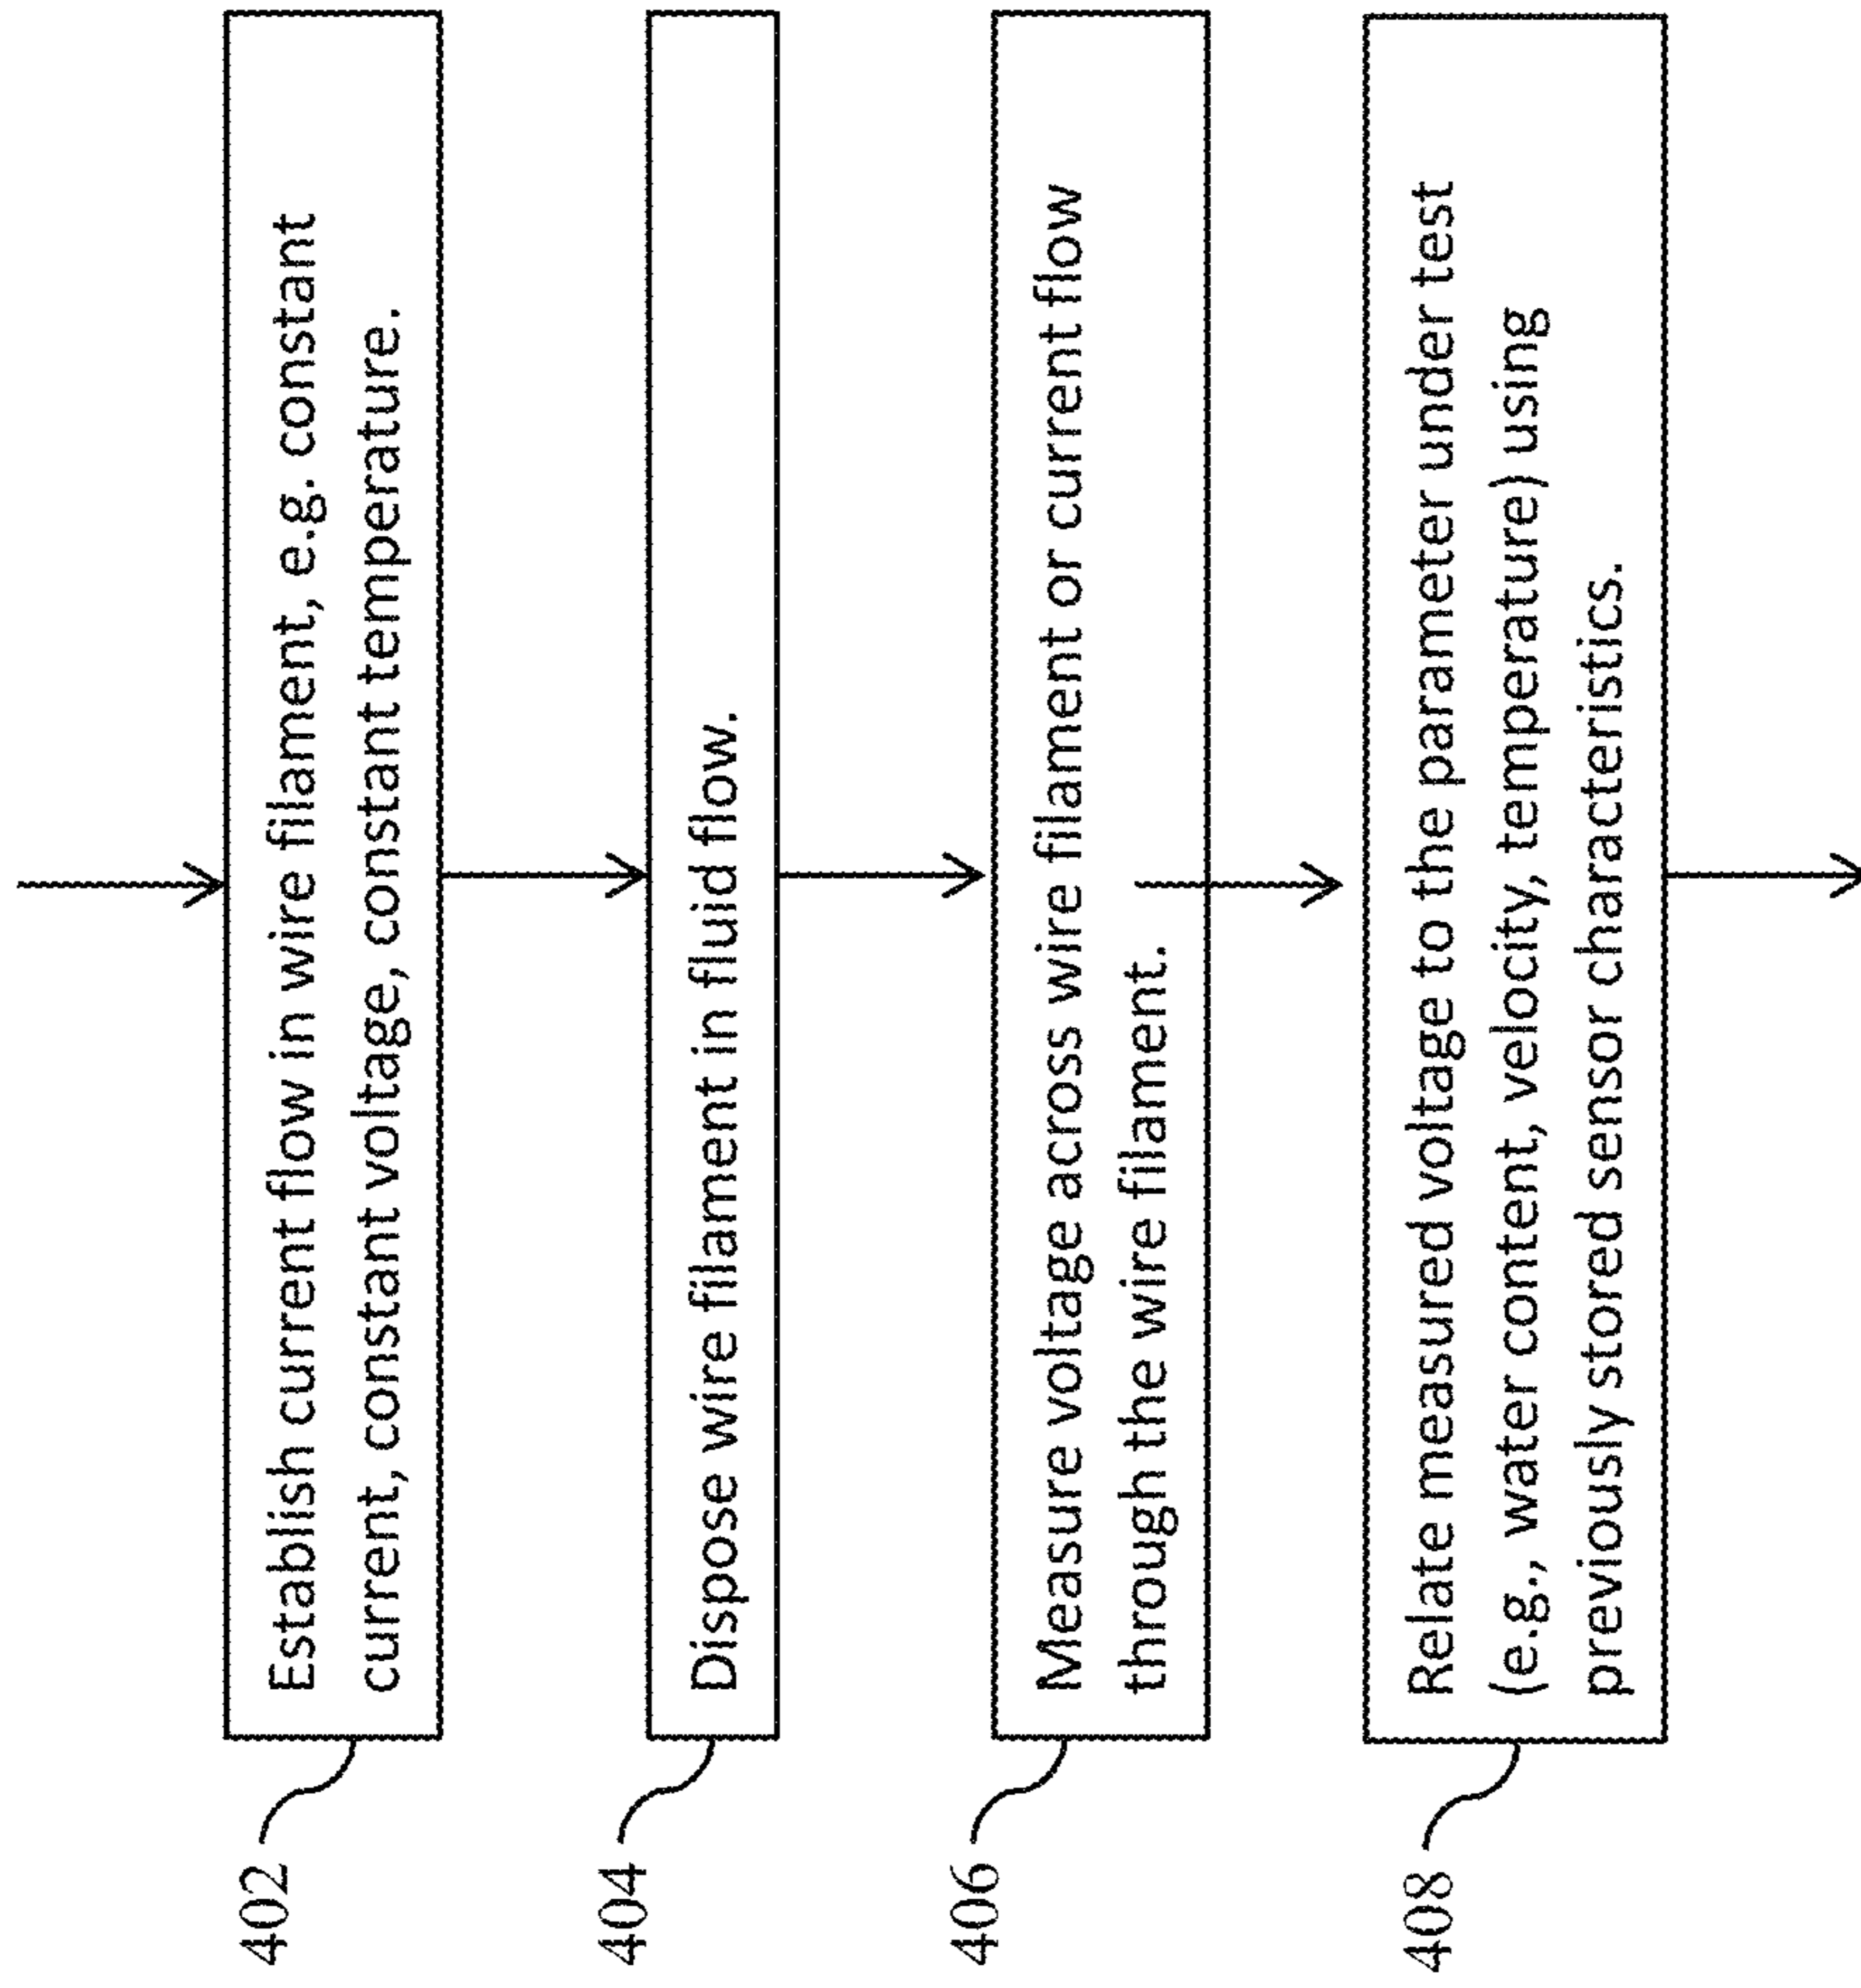 402
Establish current flow in wire filament, e.g. constant
current, constant voltage, constant temperature.
404
Dispose wire filament in fluid flow.
406
Measure voltage across wire filament or current flow
through the wire filament.
408
Relate measured voltage to the parameter under test
(e.g., water content, velocity, temperature) using
previously stored sensor characteristics.